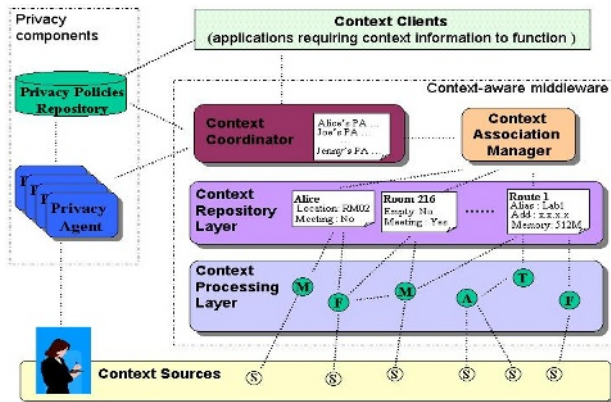 Privacy
components
Context Clients
(applications requiring context information to function )
Privacy Policies
Repository
Context-aware middleware
Context
Coordinator
Alice's PA ...
Joe's PA ...
....
Jenny's PA ...
Context
Association
Manager
Privacy
Agent
Context
Repository
Layer
Alice
Location: RM02
Meeting : No
Room 216
Empty: No
Meeting : Yes
Route 1
Alias : Lab1
Add : x.x.x.x
Memory: 512M
Context
Processing
Layer
M
F
M
A
T
F
Context Sources
S
S
S
S
S
S